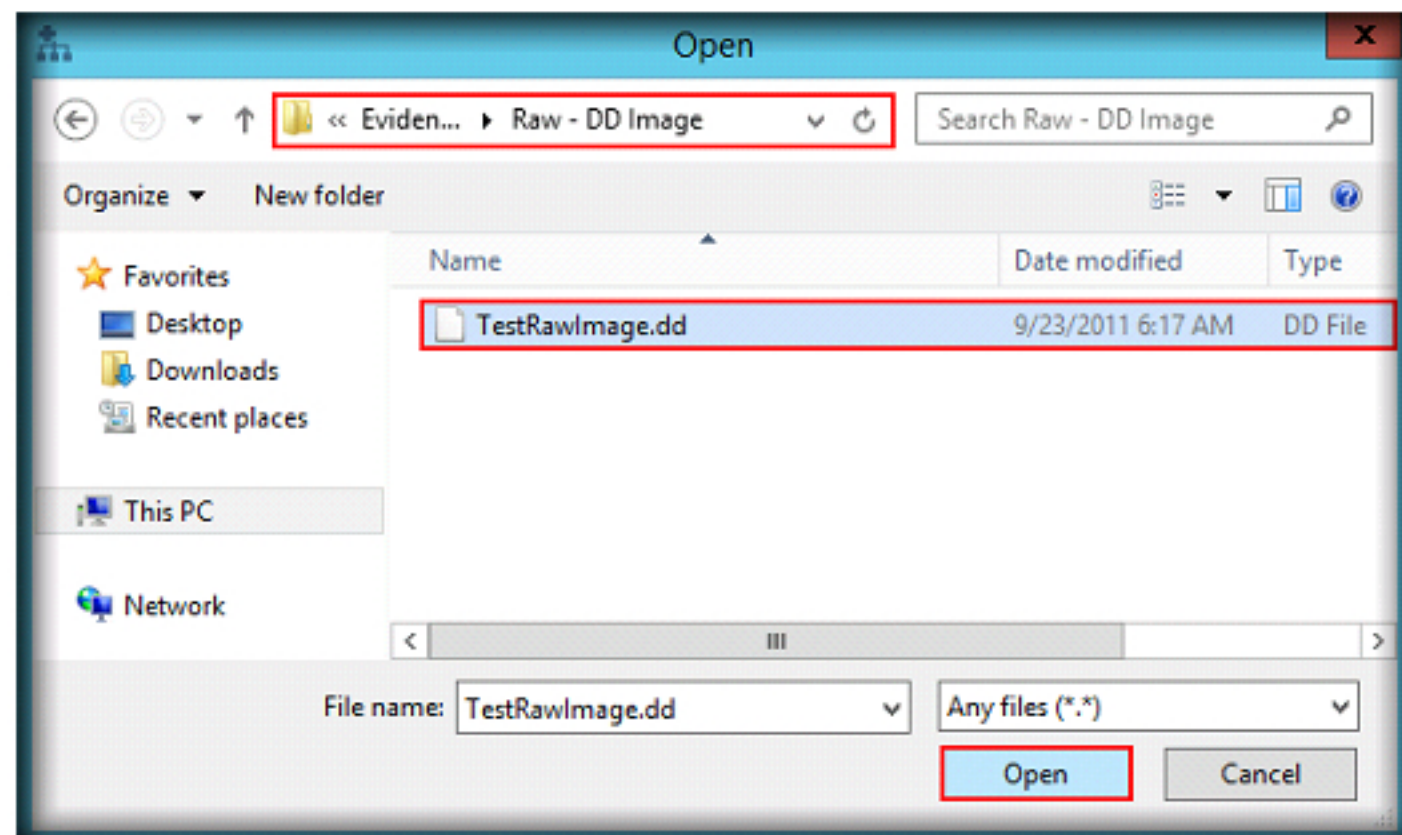 Open
x
« Eviden... Raw - DD Image
Search Raw - DD Image
Organize
New folder
Name
Date modified
Type
Favorites
Desktop
Downloads
Recent places
This PC
Network
TestRawImage.dd
9/23/2011 6:17 AM
DD File
File name:
TestRawImage.dd
Any files (*.*)
Open
Cancel